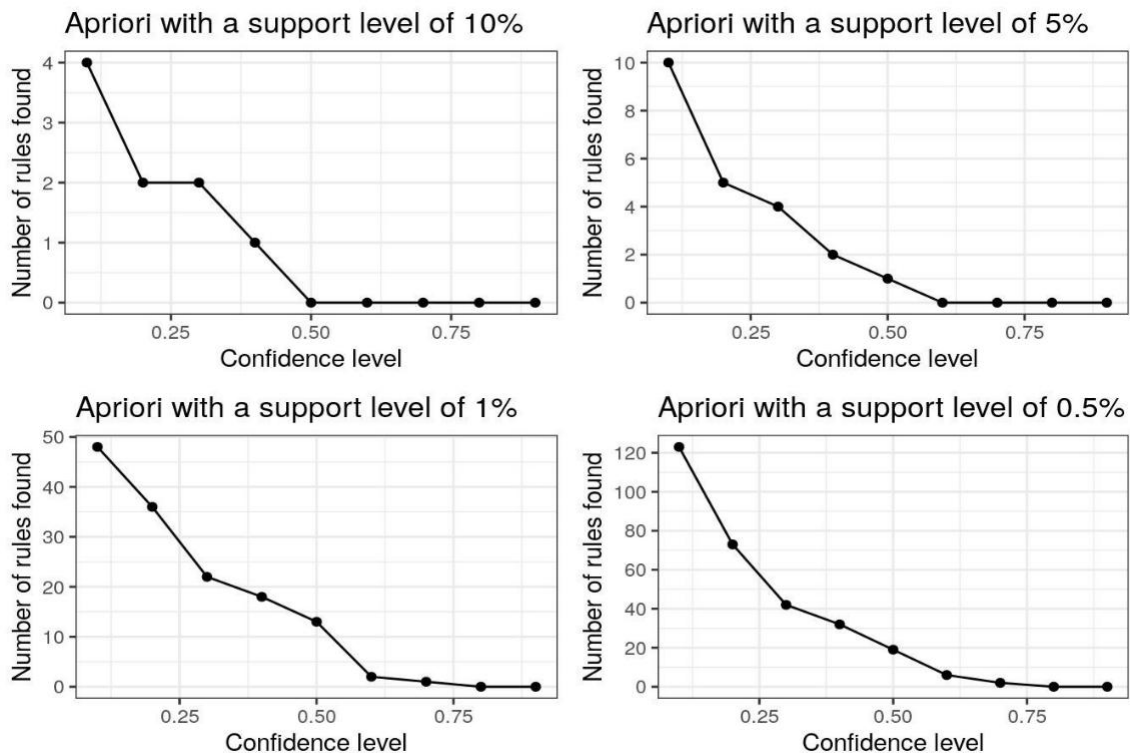 Apriori with a support level of 10%
Number of rules found
4
3
2
1
0
0.25 0.50 0.75
Confidence level
Apriori with a support level of 5%
Number of rules found
10
8
6
4
2
0
0.25 0.50 0.75
Confidence level
Apriori with a support level of 1%
Number of rules found
50
40
30
20
10
0
0.25 0.50 0.75
Confidence level
Apriori with a support level of 0.5%
Number of rules found
120
100
80
60
40
20
0
0.25 0.50 0.75
Confidence level